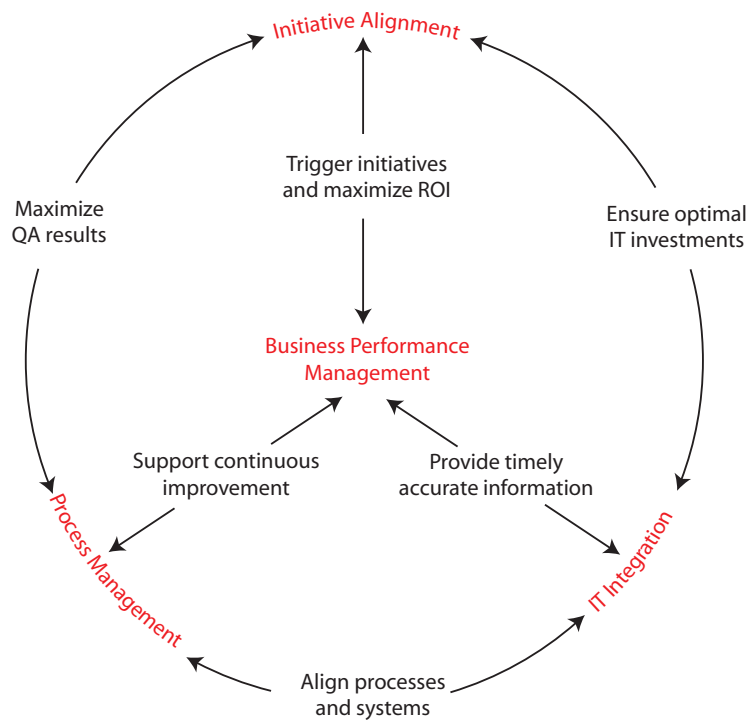 Initiative Alignment
Trigger initiatives
and maximize ROI
Maximize
QA results
Ensure optimal
IT investments
Business Performance
Management
Support continuous
improvement
Provide timely
accurate information
Process Management
IT Integration
Align processes
and systems